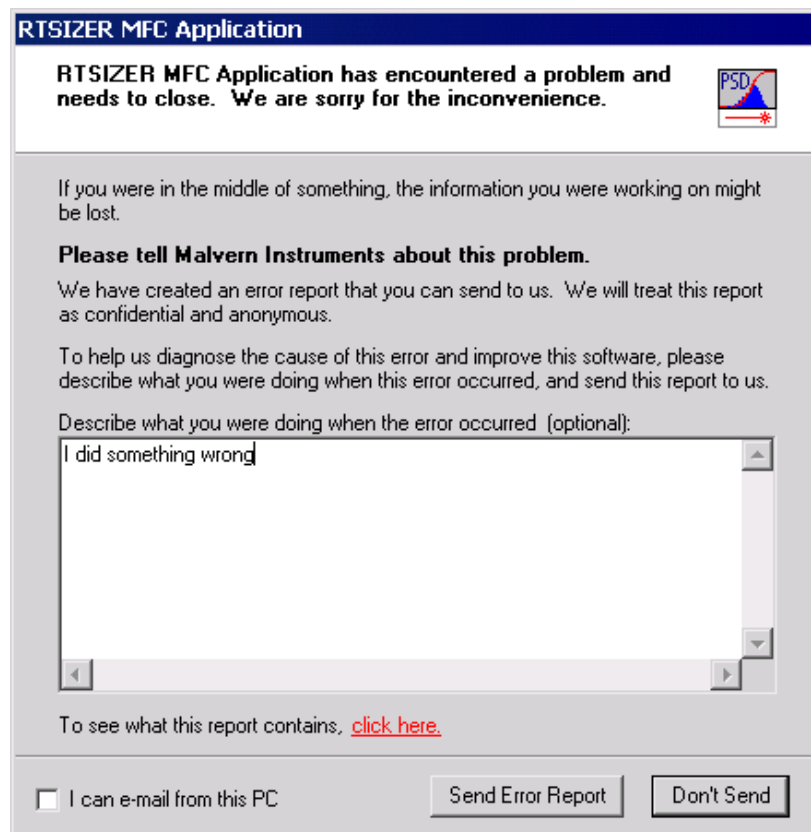 RTSIZER MFC Application
RTSIZER MFC Application has encountered a problem and
needs to close.  We are sorry for the inconvenience.
PSD
If you were in the middle of something, the information you were working on might
be lost.
Please tell Malvern Instruments about this problem.
We have created an error report that you can send to us.  We will treat this report
as confidential and anonymous.
To help us diagnose the cause of this error and improve this software, please
describe what you were doing when this error occurred, and send this report to us.
Describe what you were doing when the error occurred  (optional):
I did something wrong
To see what this report contains, click here.
I can e-mail from this PC
Send Error Report
Don't Send